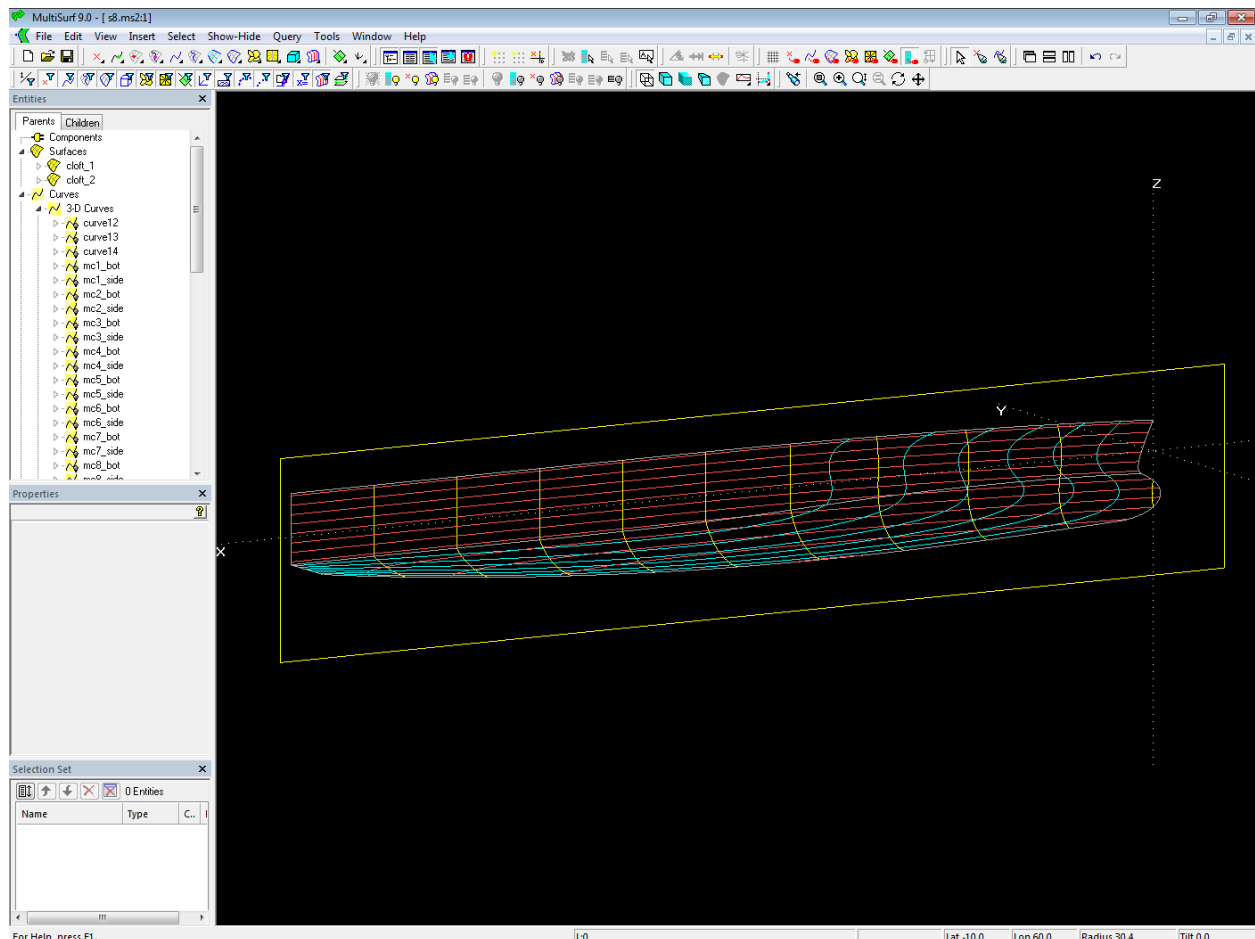 MultiSurf 9.0 - [ s8.ms2:1]
File Edit View Insert Select Show-Hide Query Tools Window Help
Entities
Parents Children
Components
Surfaces
cloft_1
cloft_2
Curves
3-D Curves
curve12
curve13
curve14
mc1_bot
mc1_side
mc2_bot
mc2_side
mc3_bot
mc3_side
mc4_bot
mc4_side
mc5_bot
mc5_side
mc6_bot
mc6_side
mc7_bot
mc7_side
mc8_bot
Properties
Selection Set
0 Entities
Name Type C..
Z
Y
X
For Help, press F1.
Lat -10.0 Lon 60.0 Radius 30.4 Tilt 0.0